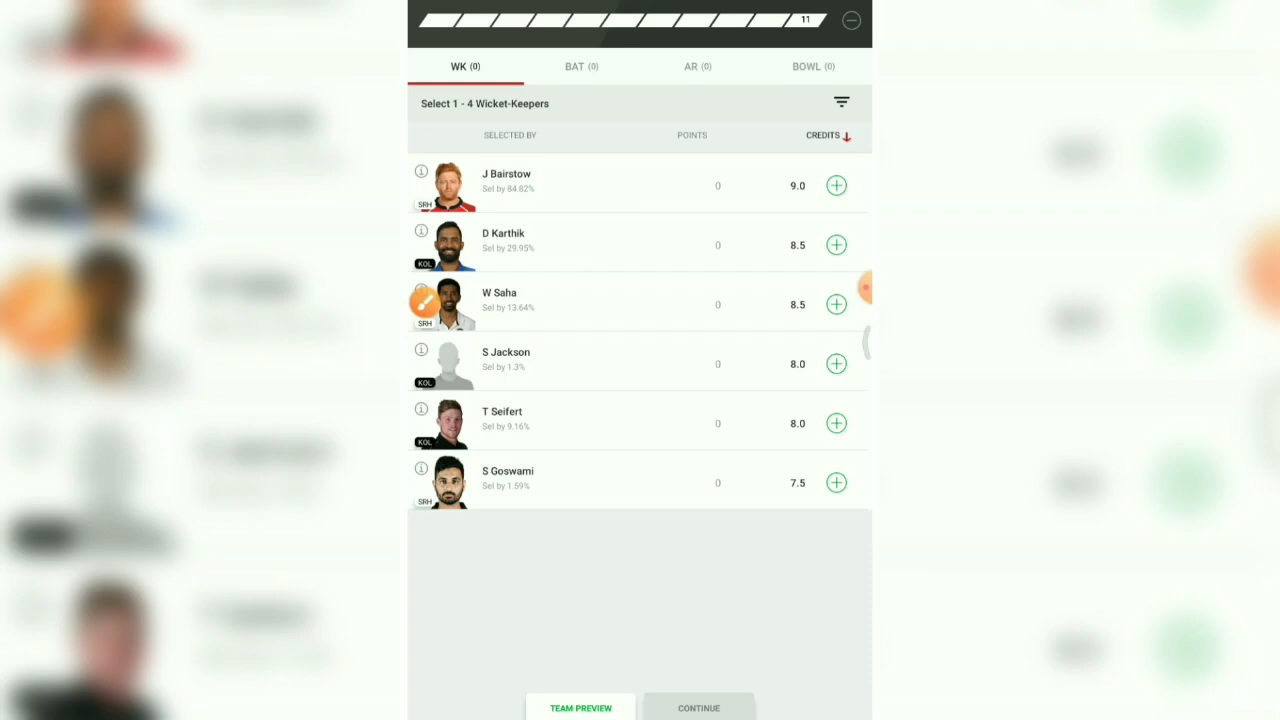 11
WK (0) BAT (0) AR (0) BOWL (0)
Select 1 - 4 Wicket-Keepers
SELECTED BY POINTS CREDITS
J Bairstow
Sel by 84.82%
0 9.0
SRH
D Karthik
Sel by 29.95%
0 8.5
KOL
W Saha
Sel by 13.64%
0 8.5
SRH
S Jackson
Sel by 1.3%
0 8.0
KOL
T Seifert
Sel by 9.16%
0 8.0
KOL
S Goswami
Sel by 1.59%
0 7.5
SRH
TEAM PREVIEW CONTINUE